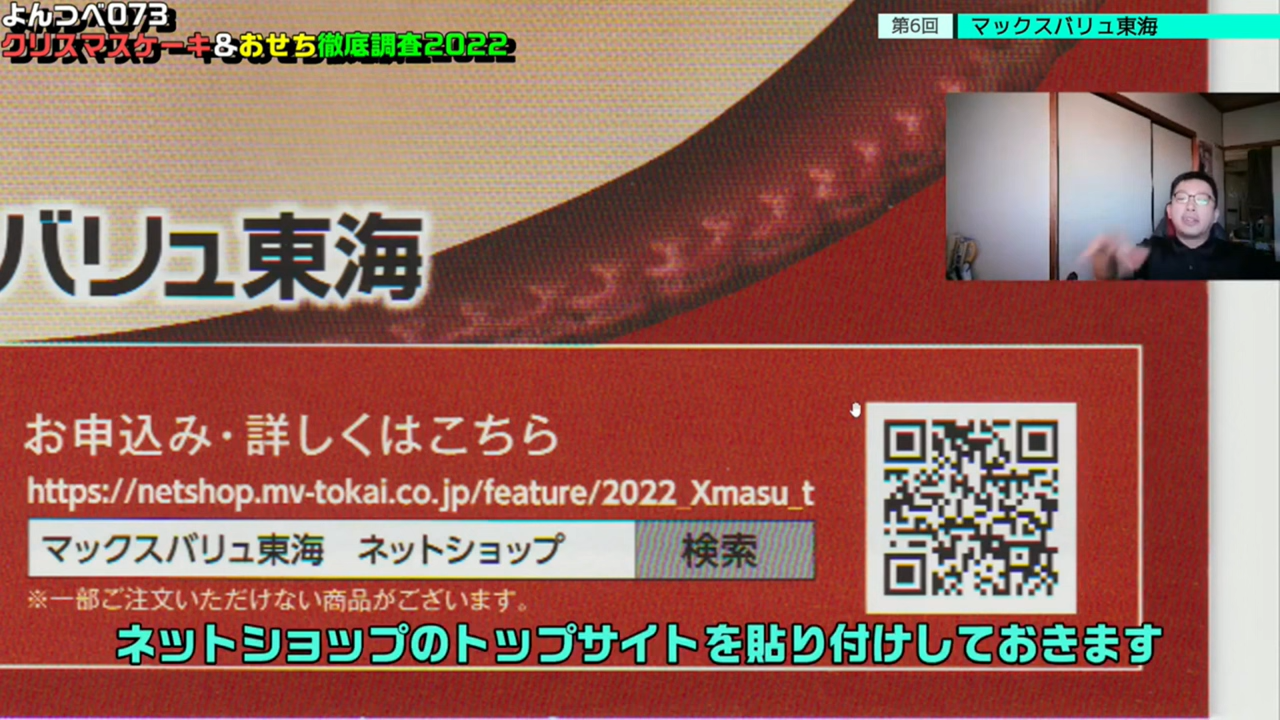 よんつべ073
クリスマスケーキ&おせち徹底調査2022
第6回 マックスバリュ東海
バリュ東海
お申込み・詳しくはこちら
https://netshop.mv-tokai.co.jp/feature/2022_Xmasu_t
マックスバリュ東海 ネットショップ 検索
※一部ご注文いただけない商品がございます。
ネットショップのトップサイトを貼り付けしておきます